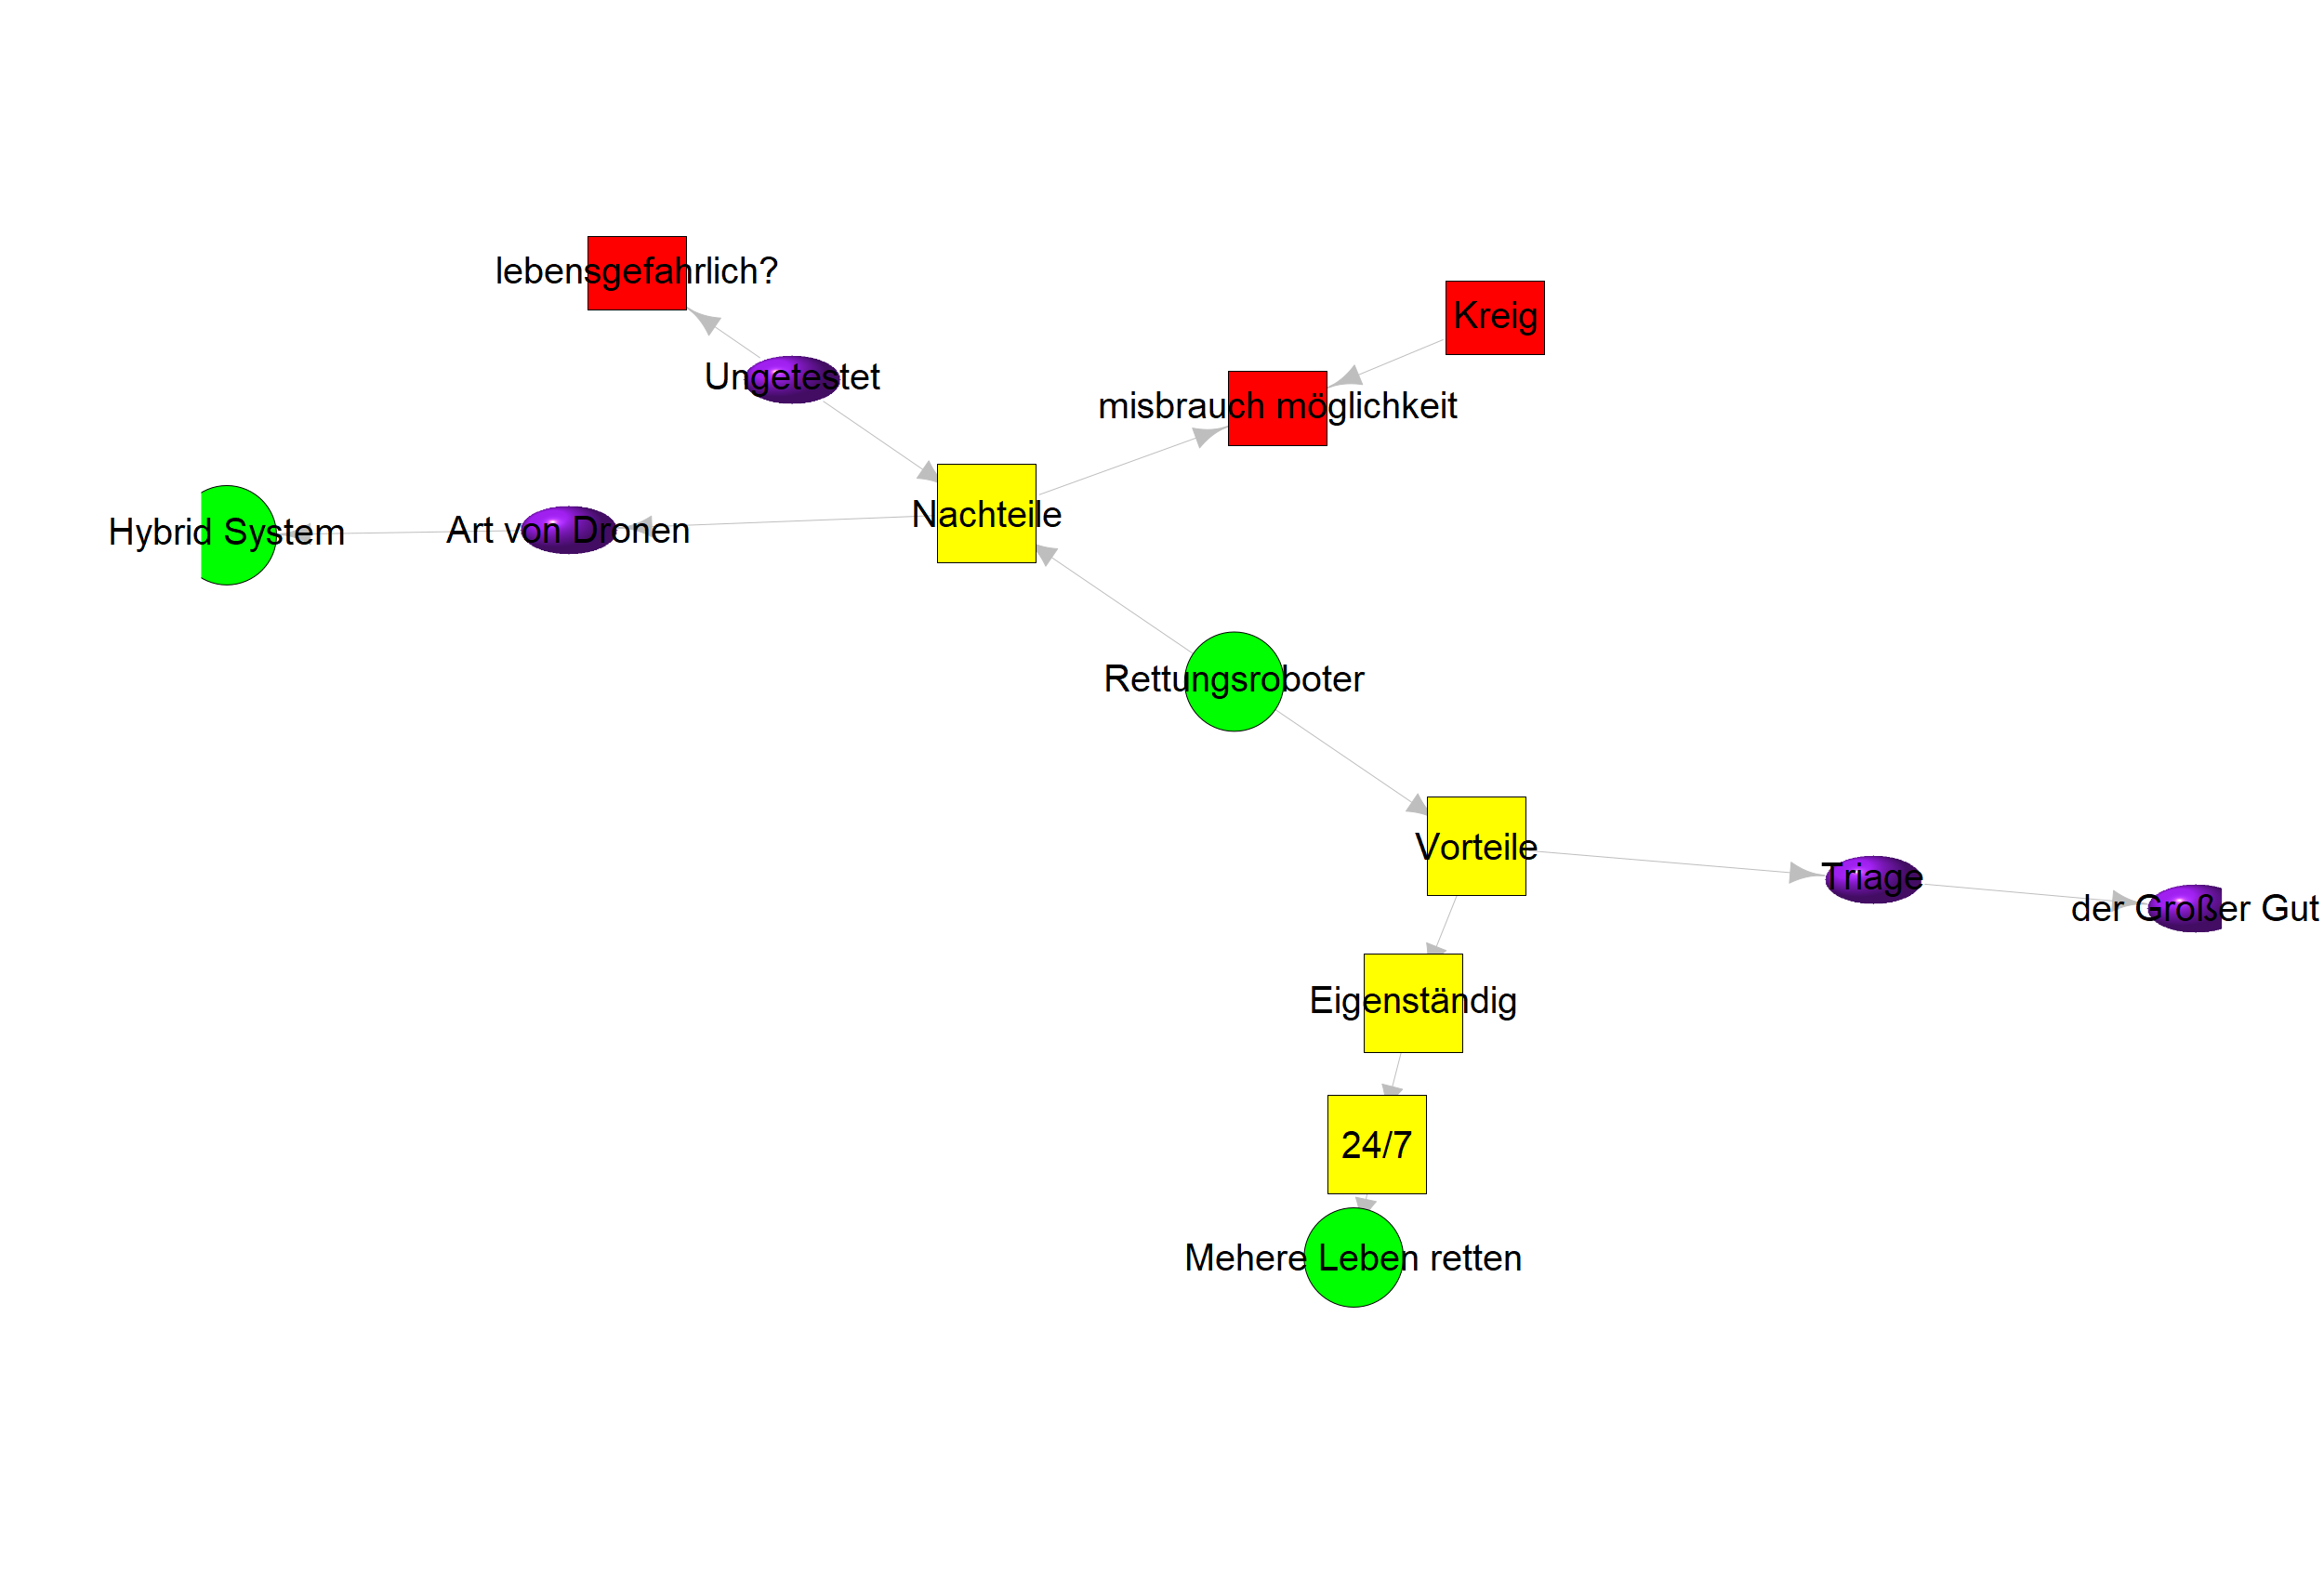 lebensgefahrlich?
Kreig
Ungetestet
misbrauch möglichkeit
Hybrid System
Art von Dronen
Nachteile
Rettungsroboter
Vorteile
Triage
der Großer Gut
Eigenständig
24/7
Mehere Leben retten